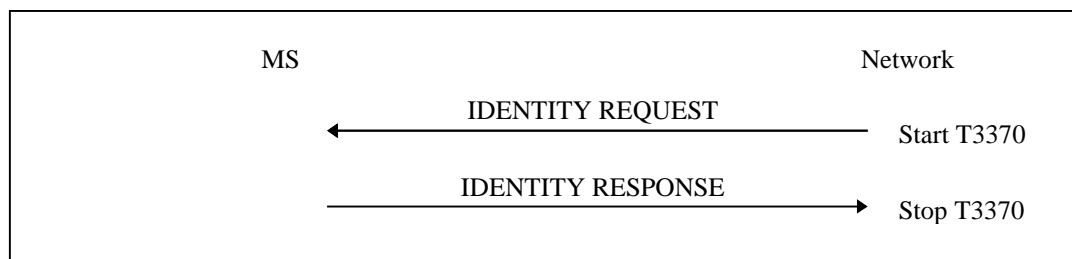 MS Network
IDENTITY REQUEST
Start T3370
IDENTITY RESPONSE
Stop T3370